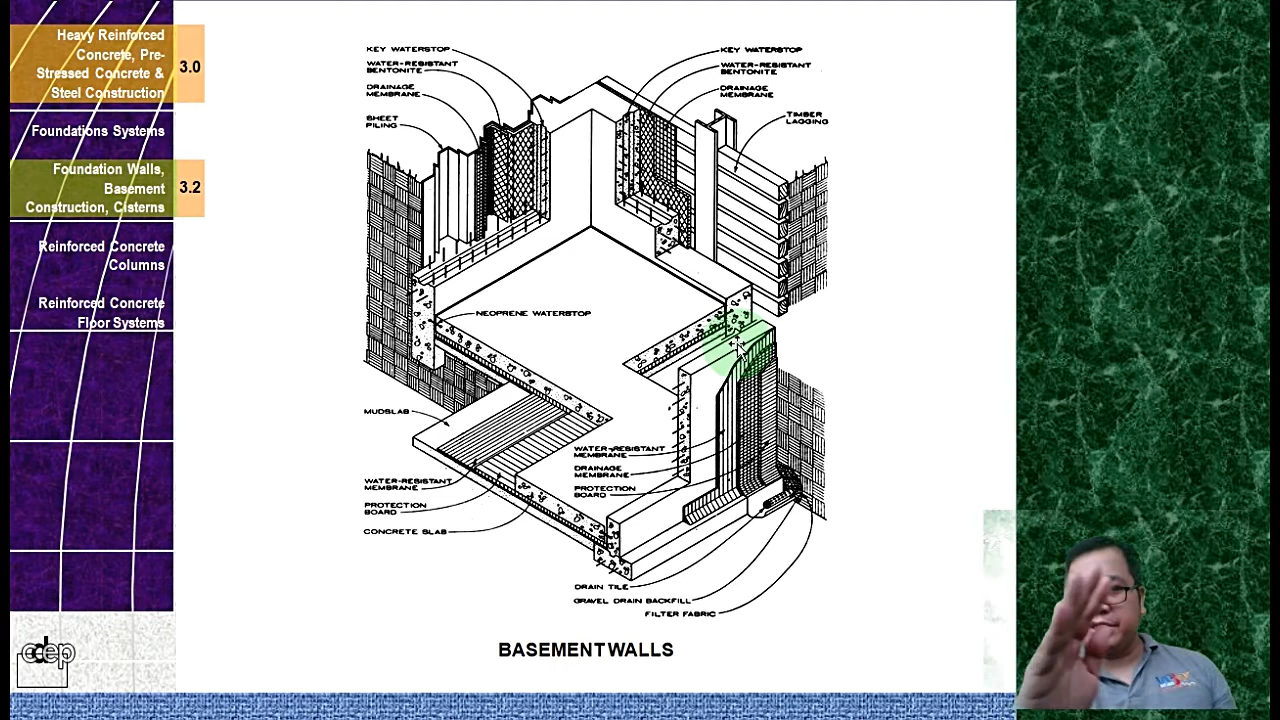 Heavy Reinforced
Concrete, Pre-
Stressed Concrete &
Steel Construction
3.0
Foundations Systems
Foundation Walls,
Basement
Construction, Cisterns
3.2
Reinforced Concrete
Columns
Reinforced Concrete
Floor Systems
KEY WATERSTOP
WATER-RESISTANT
BENTONITE
DRAINAGE
MEMBRANE
SHEET
PILING
KEY WATERSTOP
WATER-RESISTANT
BENTONITE
DRAINAGE
MEMBRANE
TIMBER
LAGGING
NEOPRENE WATERSTOP
MUDSLAB
WATER-RESISTANT
MEMBRANE
PROTECTION
BOARD
CONCRETE SLAB
WATER-RESISTANT
MEMBRANE
DRAINAGE
MEMBRANE
PROTECTION
BOARD
DRAIN TILE
GRAVEL DRAIN BACKFILL
FILTER FABRIC
BASEMENT WALLS
cdep